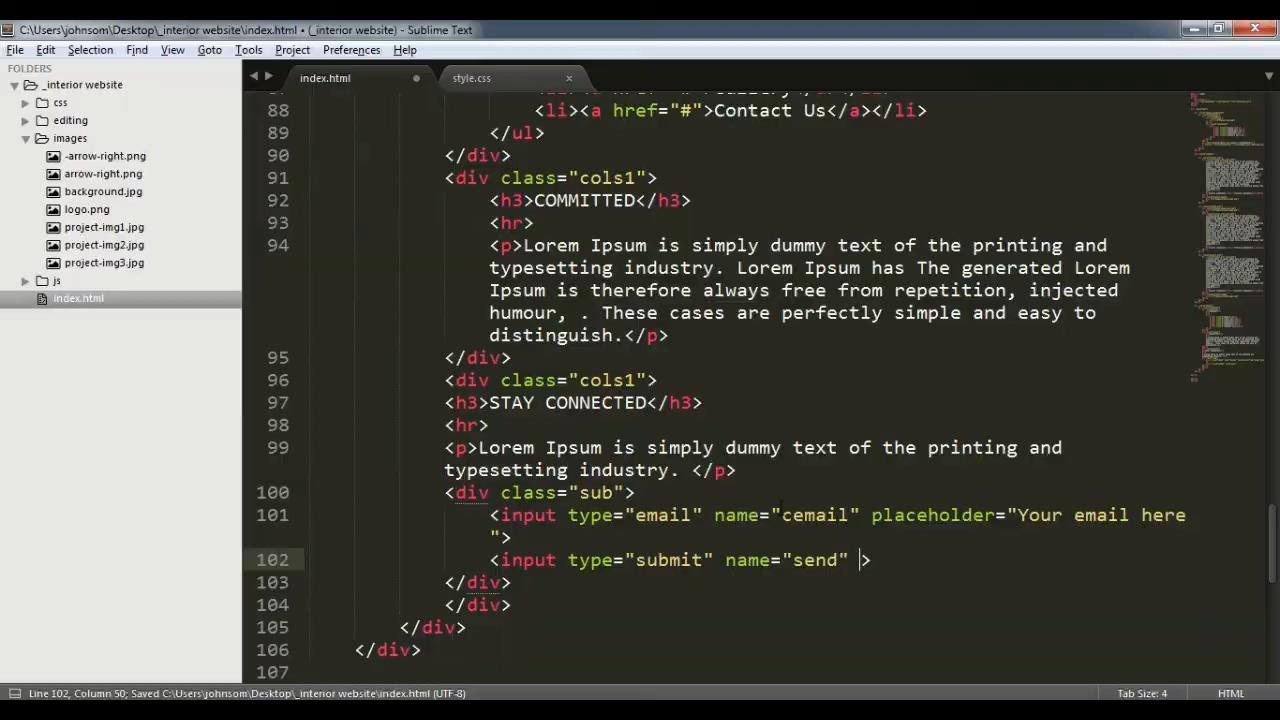 C:\Users\johnsom\Desktop\_interior website\index.html • (_interior website) - Sublime Text
File Edit Selection Find View Goto Tools Project Preferences Help
FOLDERS
_interior website
css
editing
images
-arrow-right.png
arrow-right.png
background.jpg
logo.png
project-img1.jpg
project-img2.jpg
project-img3.jpg
js
index.html
index.html style.css
88 <li><a href="#">Contact Us</a></li>
89 </ul>
90 </div>
91 <div class="cols1">
92 <h3>COMMITTED</h3>
93 <hr>
94 <p>Lorem Ipsum is simply dummy text of the printing and
typesetting industry. Lorem Ipsum has The generated Lorem
Ipsum is therefore always free from repetition, injected
humour, . These cases are perfectly simple and easy to
distinguish.</p>
95 </div>
96 <div class="cols1">
97 <h3>STAY CONNECTED</h3>
98 <hr>
99 <p>Lorem Ipsum is simply dummy text of the printing and
typesetting industry. </p>
100 <div class="sub">
101 <input type="email" name="cemail" placeholder="Your email here
">
102 <input type="submit" name="send" >
103 </div>
104 </div>
105 </div>
106 </div>
107
Line 102, Column 50; Saved C:\Users\johnsom\Desktop\_interior website\index.html (UTF-8) Tab Size: 4 HTML